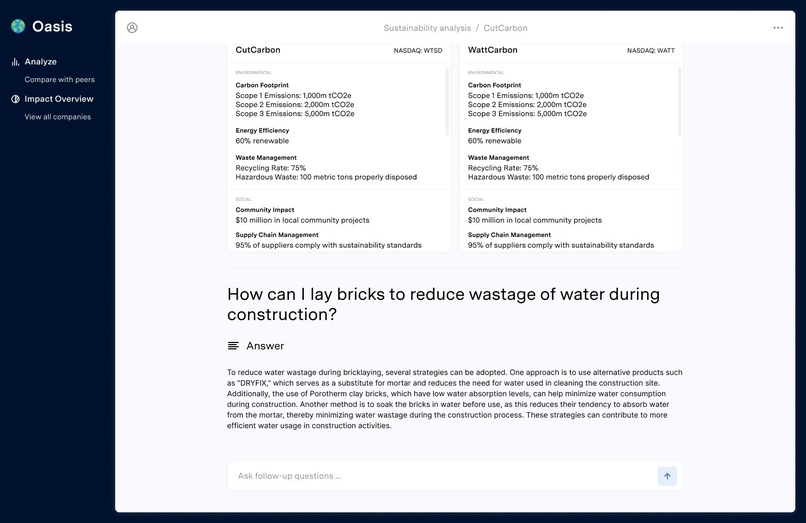 Oasis
Analyze
Compare with peers
Impact Overview
View all companies
Sustainability analysis / CutCarbon
CutCarbon
NASDAQ: WTSD
ENVIRONMENTAL
Carbon Footprint
Scope 1 Emissions: 1,000m tCO2e
Scope 2 Emissions: 2,000m tCO2e
Scope 3 Emissions: 5,000m tCO2e
Energy Efficiency
60% renewable
Waste Management
Recycling Rate: 75%
Hazardous Waste: 100 metric tons properly disposed
SOCIAL
Community Impact
$10 million in local community projects
Supply Chain Management
95% of suppliers comply with sustainability standards
WattCarbon
NASDAQ: WATT
ENVIRONMENTAL
Carbon Footprint
Scope 1 Emissions: 1,000m tCO2e
Scope 2 Emissions: 2,000m tCO2e
Scope 3 Emissions: 5,000m tCO2e
Energy Efficiency
60% renewable
Waste Management
Recycling Rate: 75%
Hazardous Waste: 100 metric tons properly disposed
SOCIAL
Community Impact
$10 million in local community projects
Supply Chain Management
95% of suppliers comply with sustainability standards
How can I lay bricks to reduce wastage of water during
construction?
Answer
To reduce water wastage during bricklaying, several strategies can be adopted. One approach is to use alternative products such
as "DRYFIX," which serves as a substitute for mortar and reduces the need for water used in cleaning the construction site.
Additionally, the use of Porotherm clay bricks, which have low water absorption levels, can help minimize water consumption
during construction. Another method is to soak the bricks in water before use, as this reduces their tendency to absorb water
from the mortar, thereby minimizing water wastage during the construction process. These strategies can contribute to more
efficient water usage in construction activities.
Ask follow-up questions ...